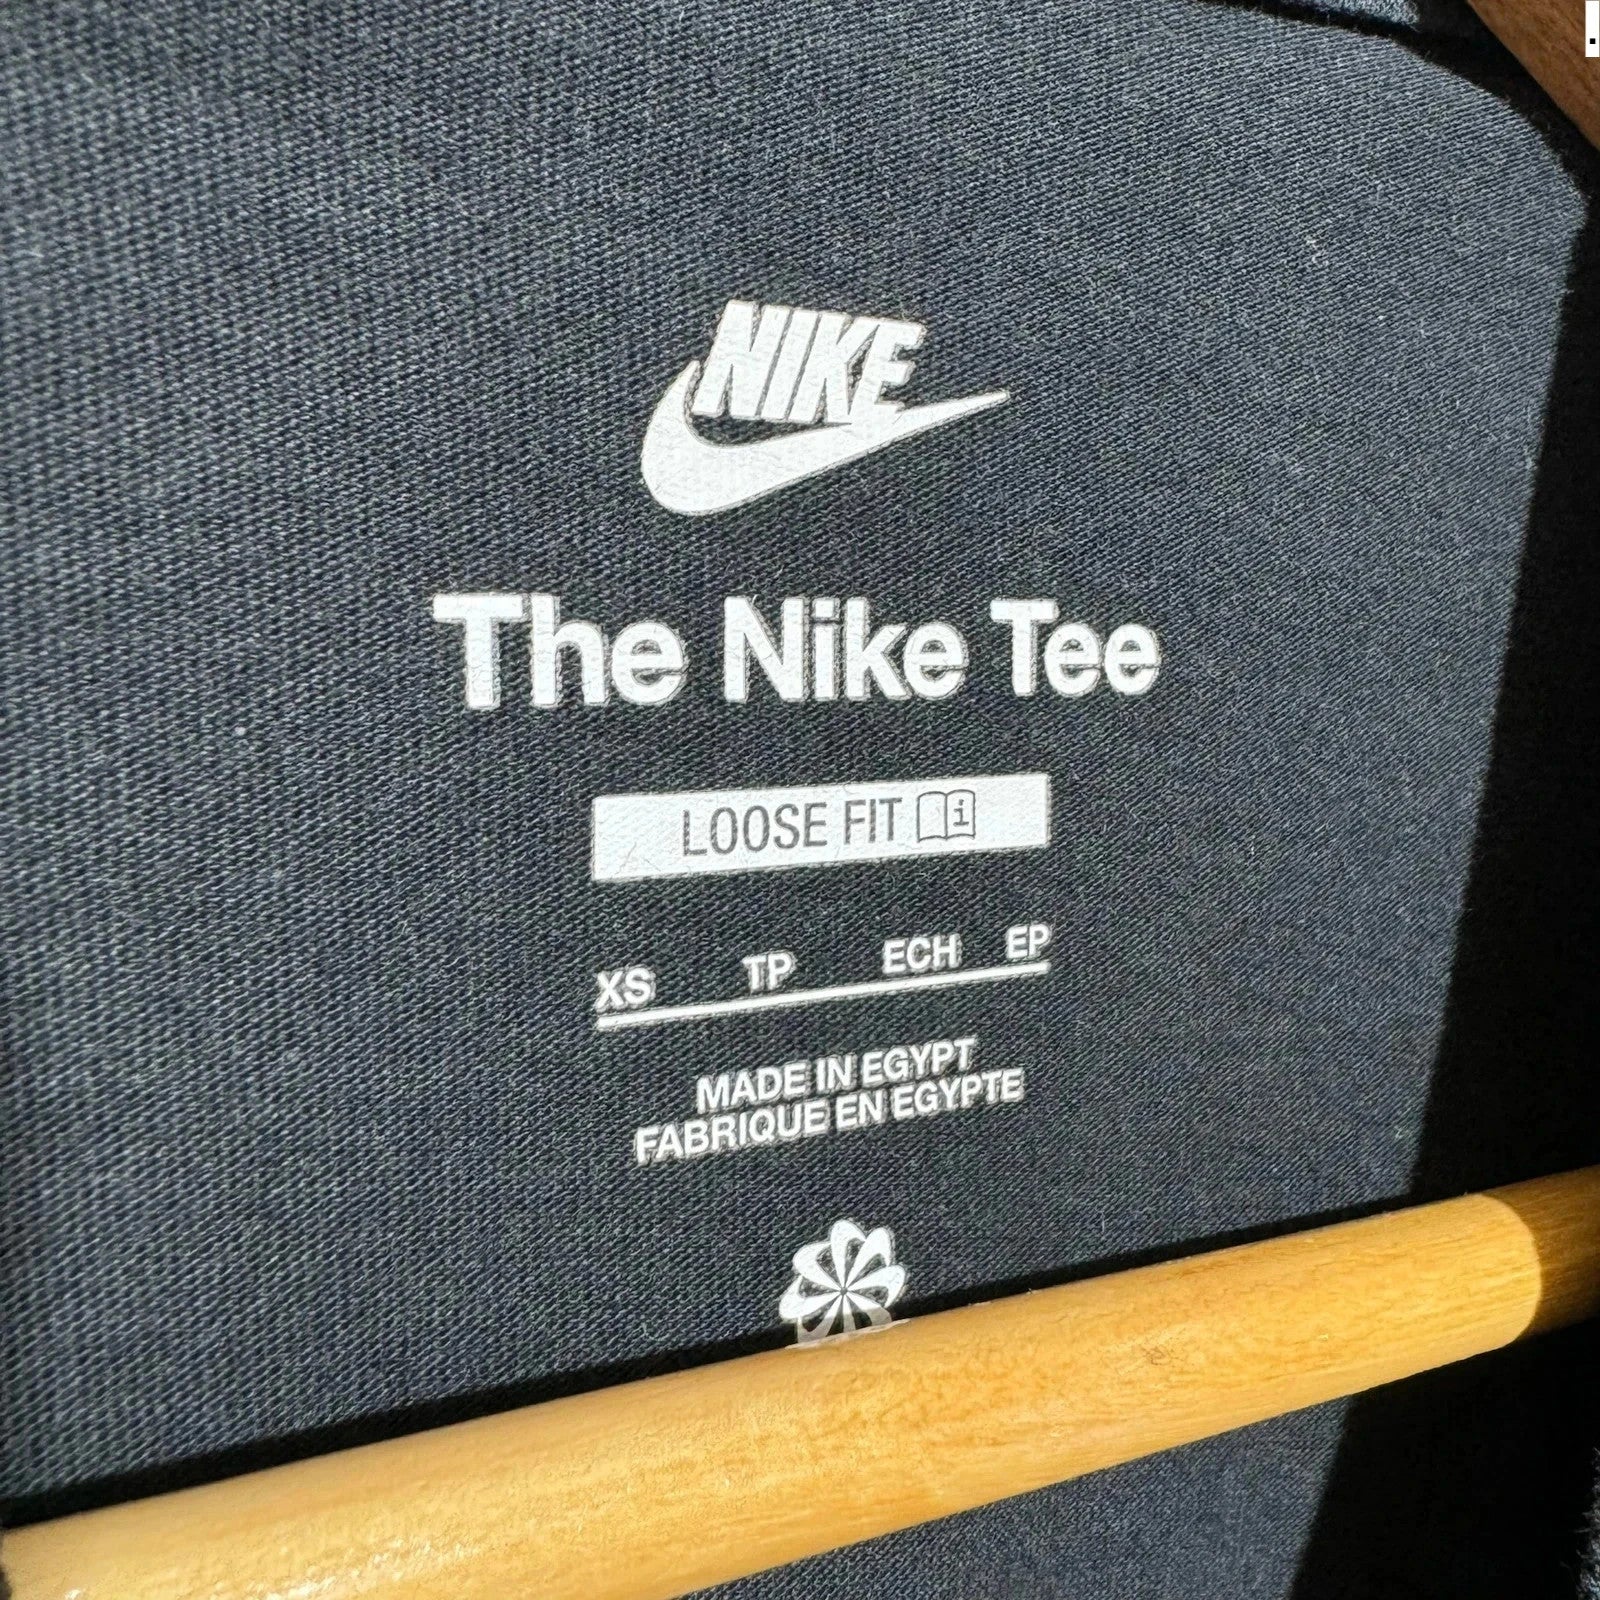 NIKE
The Nike Tee
LOOSE FIT i
XS TP ECH EP
MADE IN EGYPT
FABRIQUE EN EGYPTE
.